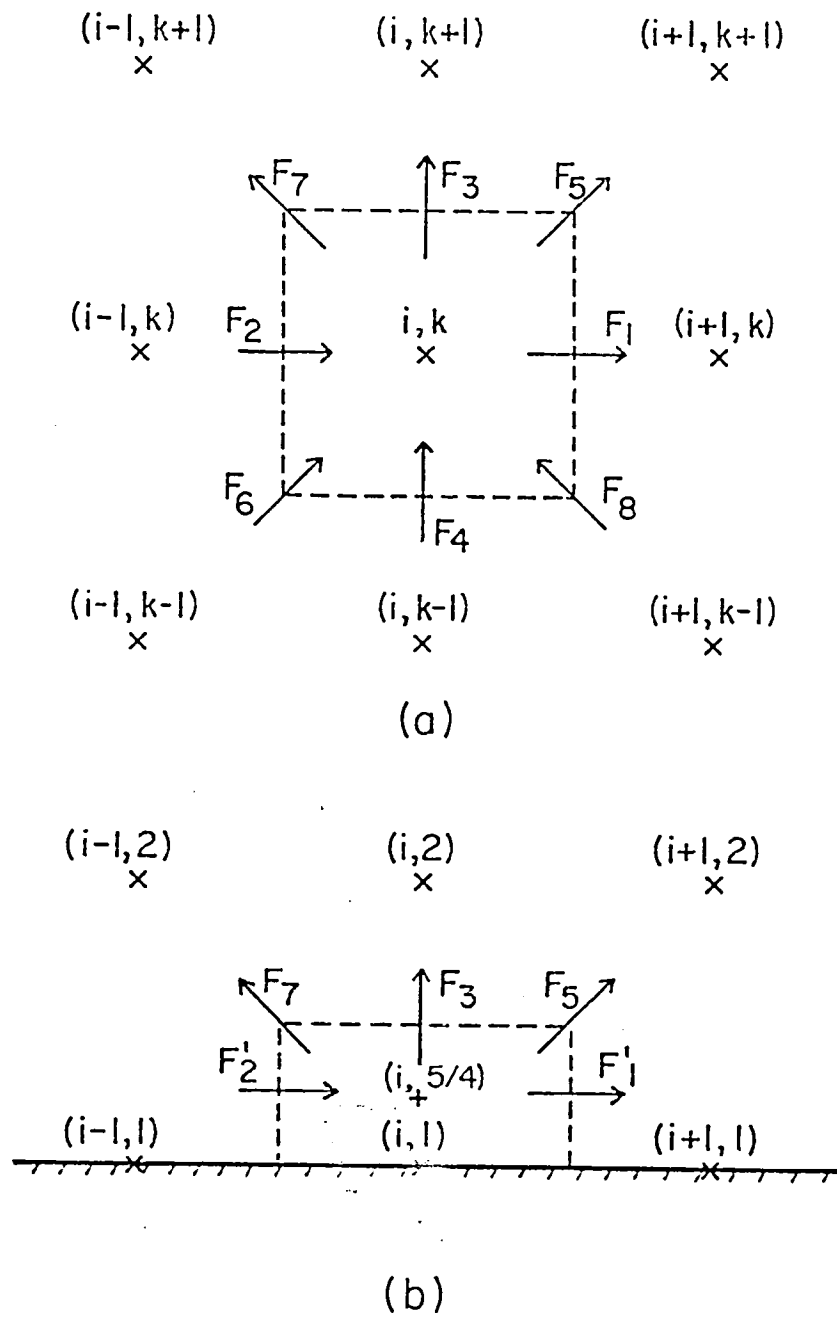 (i-1, k+1) (i, k+1) (i+1, k+1)
F7 F3 F5
(i-1, k) F2 i, k F1 (i+1, k)
F6 F4 F8
(i-1, k-1) (i, k-1) (i+1, k-1)
(a)
(i-1, 2) (i, 2) (i+1, 2)
F7 F3 F5
F'2 (i, 5/4) F'1
(i-1, 1) (i, 1) (i+1, 1)
(b)